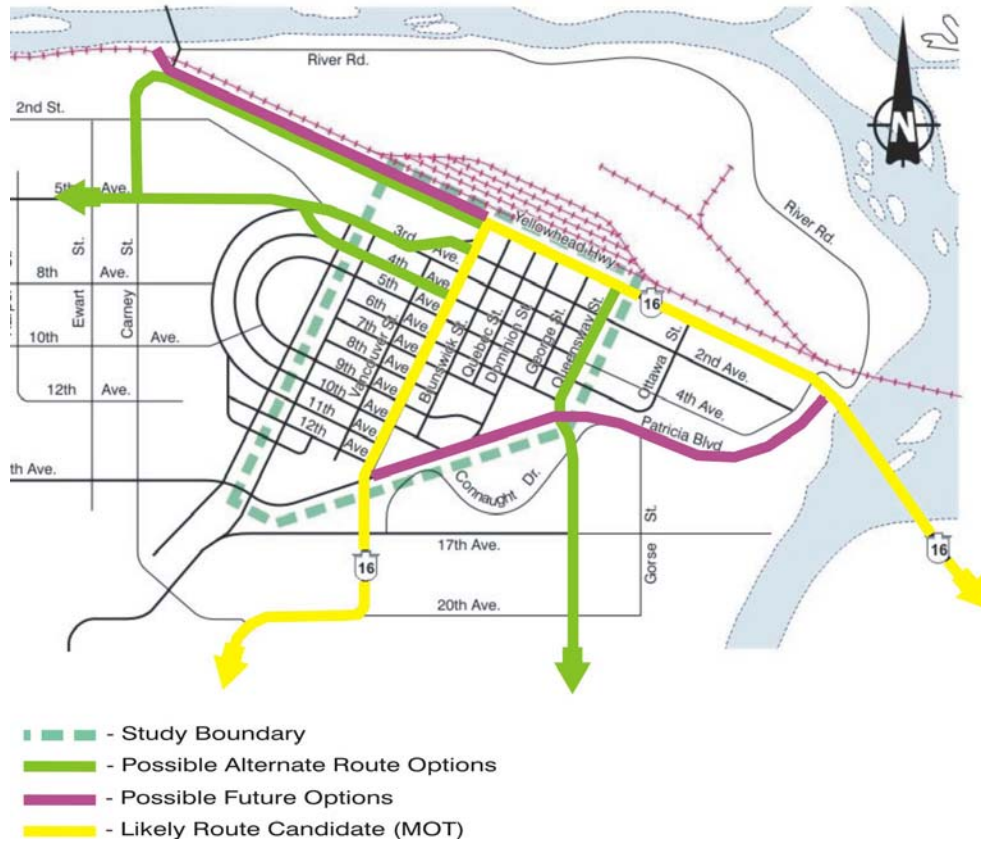 River Rd.
N
2nd St.
5th Ave.
River Rd.
Yellowhead Hwy
3rd Ave.
4th Ave.
5th Ave
6th Ave
7th Ave
8th Ave
9th Ave
10th Ave
11th Ave
12th Ave
8th Ave.
10th Ave.
12th Ave.
th Ave.
Ewart St.
Carney St.
Vancouver St.
Brunswick St.
Quebec St.
Dominion St.
George St.
Queensway St.
Ottawa St.
16
2nd Ave.
4th Ave.
Patricia Blvd
Connaught Dr.
Gorse St.
17th Ave.
20th Ave.
16
16
- Study Boundary
- Possible Alternate Route Options
- Possible Future Options
- Likely Route Candidate (MOT)